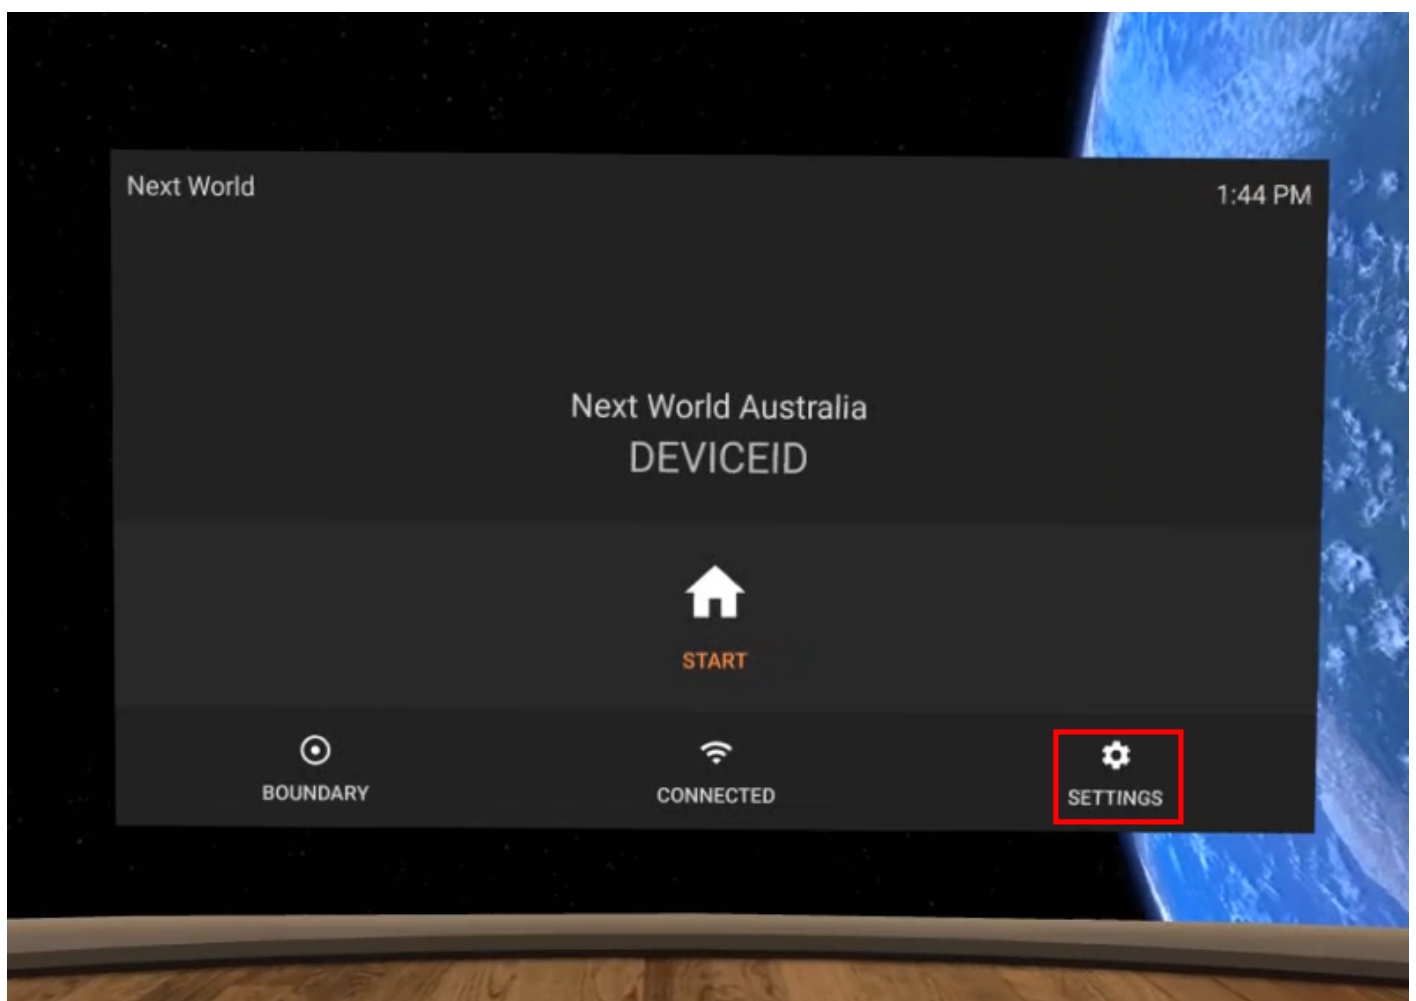 Next World
1:44 PM
Next World Australia
DEVICEID
START
BOUNDARY
CONNECTED
SETTINGS